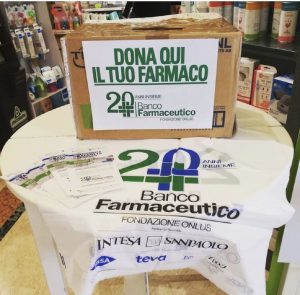 DONA QUI
IL TUO FARMACO
20 ANNI INSIEME
Banco
Farmaceutico
FONDAZIONE ONLUS
20 ANNI
INSIEME
Banco
Farmaceutico
FONDAZIONE ONLUS
INTESA SANPAOLO
teva